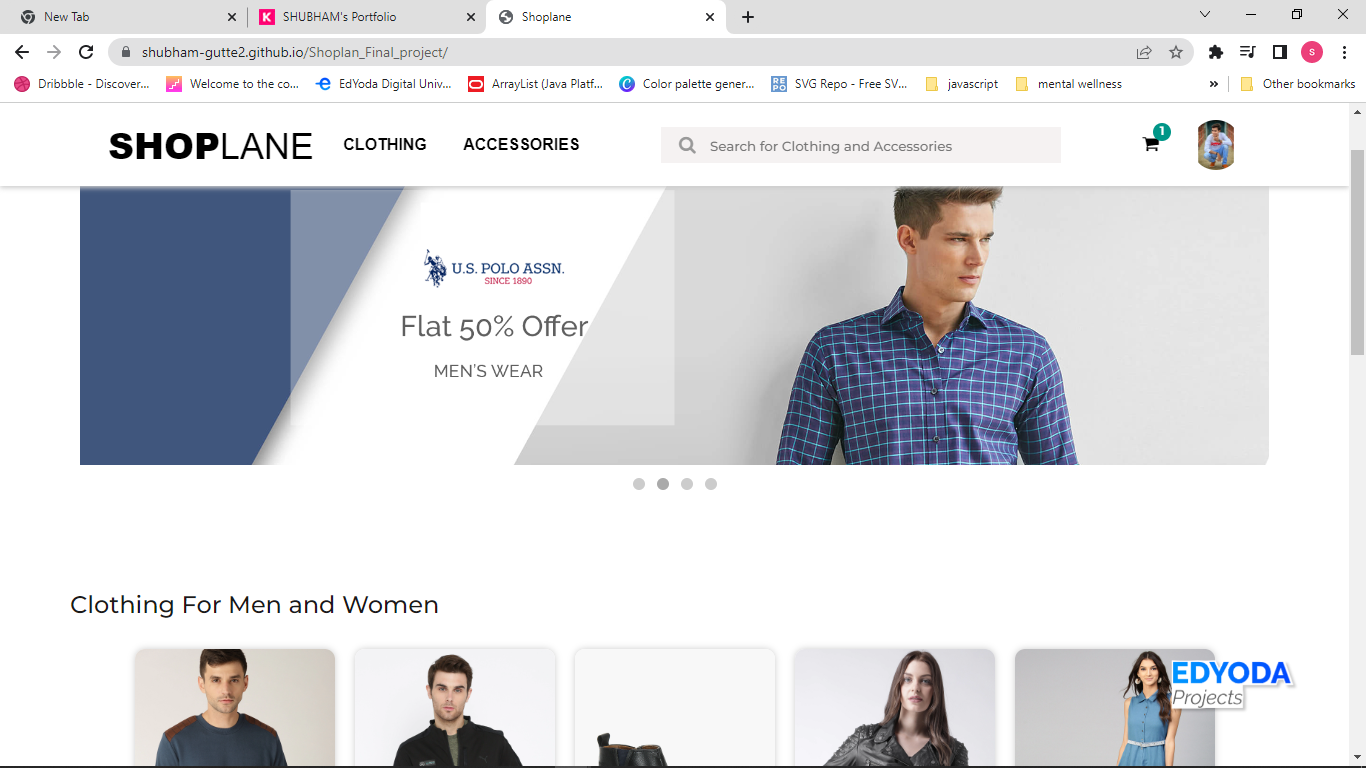 New Tab
SHUBHAM's Portfolio
Shoplane
shubham-gutte2.github.io/Shoplan_Final_project/
S
Dribbble - Discover...
Welcome to the co...
EdYoda Digital Univ...
ArrayList (Java Platf...
Color palette gener...
RE
PO
SVG Repo - Free SV...
javascript
mental wellness
»
Other bookmarks
SHOPLANE
CLOTHING
ACCESSORIES
Search for Clothing and Accessories
1
U.S. POLO ASSN.
SINCE 1890
Flat 50% Offer
MEN'S WEAR
Clothing For Men and Women
EDYODA
Projects